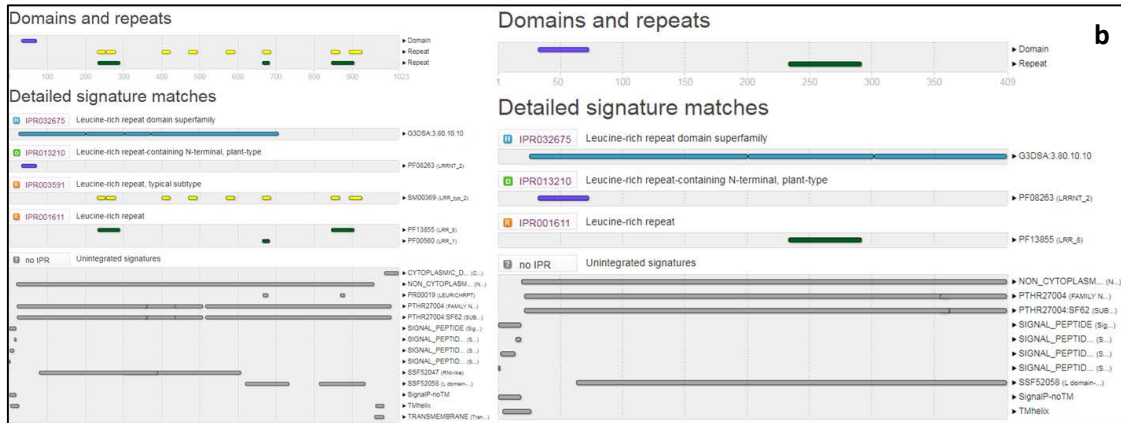 Domains and repeats
Domain
Repeat
Repeat
100 200 300 400 500 600 700 800 900 1023
Detailed signature matches
H IPR032675 Leucine-rich repeat domain superfamily
G3DSA:3.80.10.10
D IPR013210 Leucine-rich repeat-containing N-terminal, plant-type
PF08263 (LRRNT_2)
R IPR003591 Leucine-rich repeat, typical subtype
SM00369 (LRR_typ_2)
R IPR001611 Leucine-rich repeat
PF13855 (LRR_8)
PF00560 (LRR_1)
? no IPR Unintegrated signatures
CYTOPLASMIC_D... (C...)
NON_CYTOPLASM... (N...)
PR00019 (LEURICHRPT)
PTHR27004 (FAMILY N...)
PTHR27004:SF62 (SUB...)
SIGNAL_PEPTIDE (Sig...)
SIGNAL_PEPTID... (S...)
SIGNAL_PEPTID... (S...)
SIGNAL_PEPTID... (S...)
SSF52047 (RNI-like)
SSF52058 (L domain-...)
SignalP-noTM
TMhelix
TRANSMEMBRANE (Tran...)
b
Domains and repeats
Domain
Repeat
1 50 100 150 200 250 300 350 409
Detailed signature matches
H IPR032675 Leucine-rich repeat domain superfamily
G3DSA:3.80.10.10
D IPR013210 Leucine-rich repeat-containing N-terminal, plant-type
PF08263 (LRRNT_2)
R IPR001611 Leucine-rich repeat
PF13855 (LRR_8)
? no IPR Unintegrated signatures
NON_CYTOPLASM... (N...)
PTHR27004 (FAMILY N...)
PTHR27004:SF62 (SUB...)
SIGNAL_PEPTIDE (Sig...)
SIGNAL_PEPTID... (S...)
SIGNAL_PEPTID... (S...)
SIGNAL_PEPTID... (S...)
SSF52058 (L domain-...)
SignalP-noTM
TMhelix